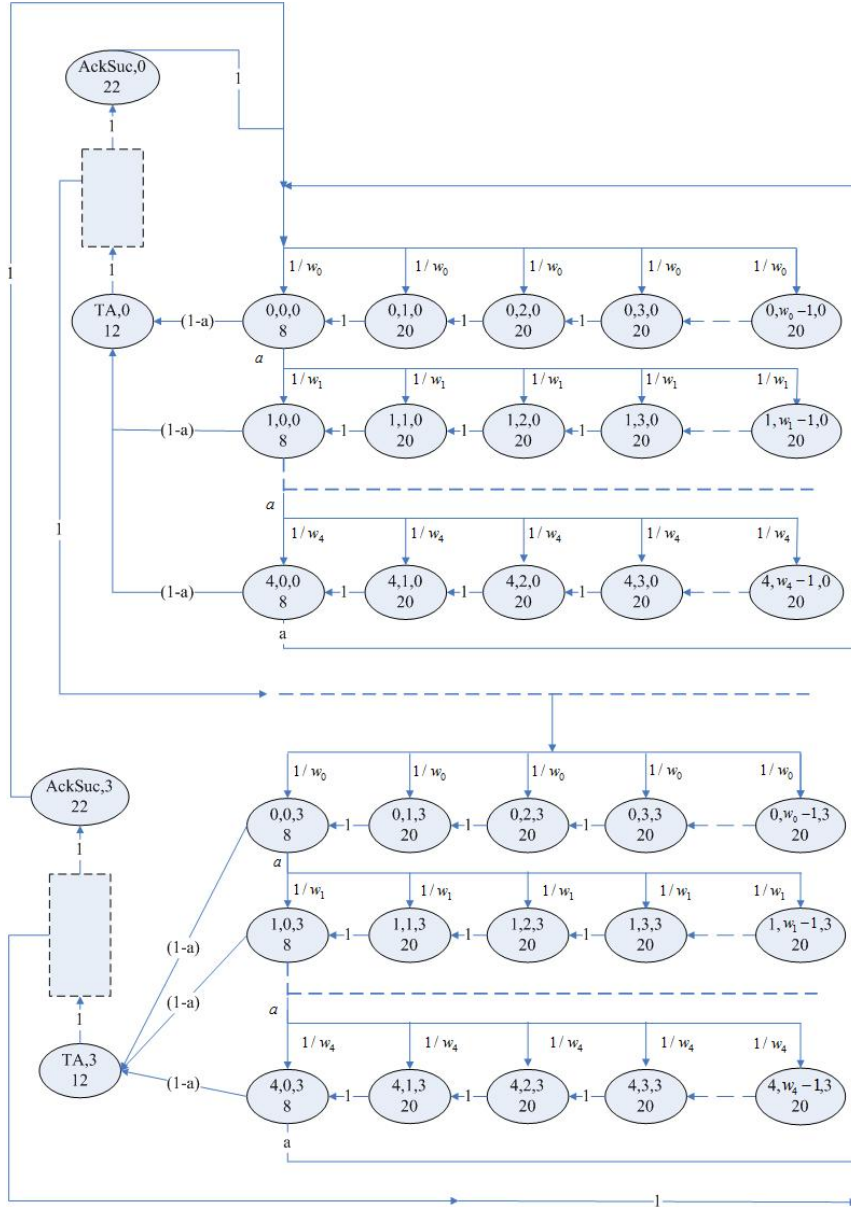 AckSuc,0
22
1
1
1
1
TA,0
12
1/w₀
1/w₀
1/w₀
1/w₀
1/w₀
(1-a)
0,0,0
8
1
0,1,0
20
1
0,2,0
20
1
0,3,0
20
0,w₀-1,0
20
a
1/w₁
1/w₁
1/w₁
1/w₁
1/w₁
(1-a)
1,0,0
8
1
1,1,0
20
1
1,2,0
20
1
1,3,0
20
1,w₁-1,0
20
1
a
1/w₄
1/w₄
1/w₄
1/w₄
1/w₄
(1-a)
4,0,0
8
1
4,1,0
20
1
4,2,0
20
1
4,3,0
20
4,w₄-1,0
20
a
AckSuc,3
22
1
1/w₀
1/w₀
1/w₀
1/w₀
1/w₀
0,0,3
8
1
0,1,3
20
1
0,2,3
20
1
0,3,3
20
0,w₀-1,3
20
a
1/w₁
1/w₁
1/w₁
1/w₁
1/w₁
(1-a)
1,0,3
8
1
1,1,3
20
1
1,2,3
20
1
1,3,3
20
1,w₁-1,3
20
(1-a)
a
1
TA,3
12
1/w₄
1/w₄
1/w₄
1/w₄
1/w₄
(1-a)
4,0,3
8
1
4,1,3
20
1
4,2,3
20
1
4,3,3
20
4,w₄-1,3
20
a
1